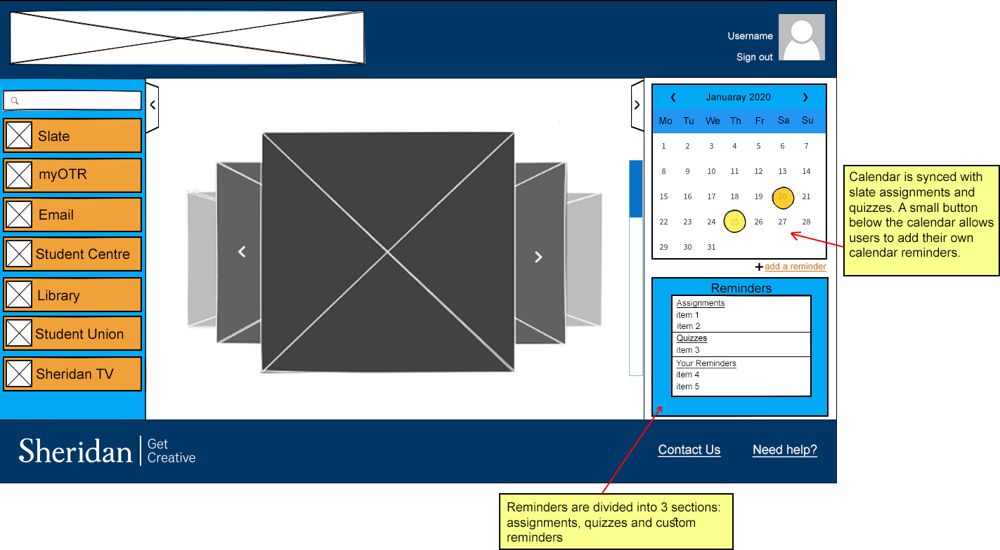 Username
Sign out
Slate
myOTR
Email
Student Centre
Library
Student Union
Sheridan TV
Januaray 2020
Mo Tu We Th Fr Sa Su
1 2 3 4 5 6 7
8 9 10 11 12 13 14
15 16 17 18 19 20 21
22 23 24 25 26 27 28
29 30 31
add a reminder
Reminders
Assignments
item 1
item 2
Quizzes
item 3
Your Reminders
item 4
item 5
Calendar is synced with
slate assignments and
quizzes. A small button
below the calendar allows
users to add their own
calendar reminders.
Sheridan
Get
Creative
Contact Us
Need help?
Reminders are divided into 3 sections:
assignments, quizzes and custom
reminders